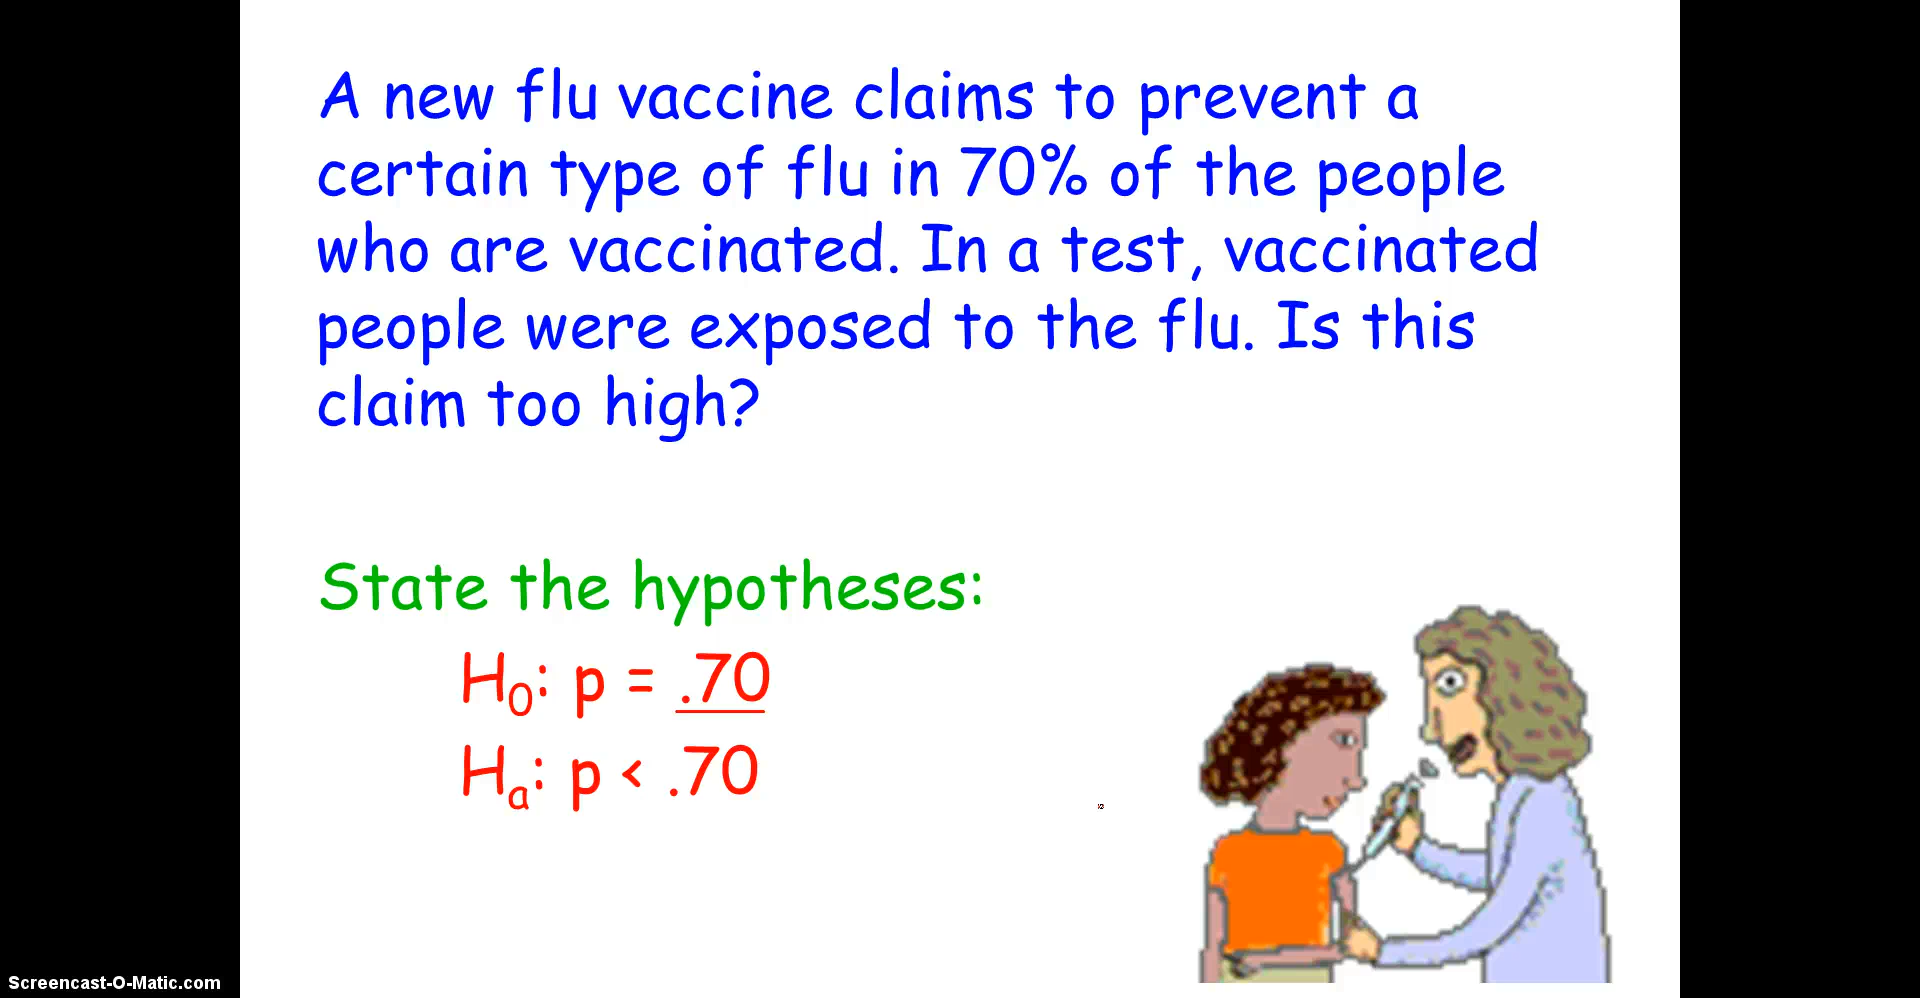 A new flu vaccine claims to prevent a
certain type of flu in 70% of the people
who are vaccinated. In a test, vaccinated
people were exposed to the flu. Is this
claim too high?
State the hypotheses:
H₀: p = .70
Hₐ: p < .70
Screencast-O-Matic.com